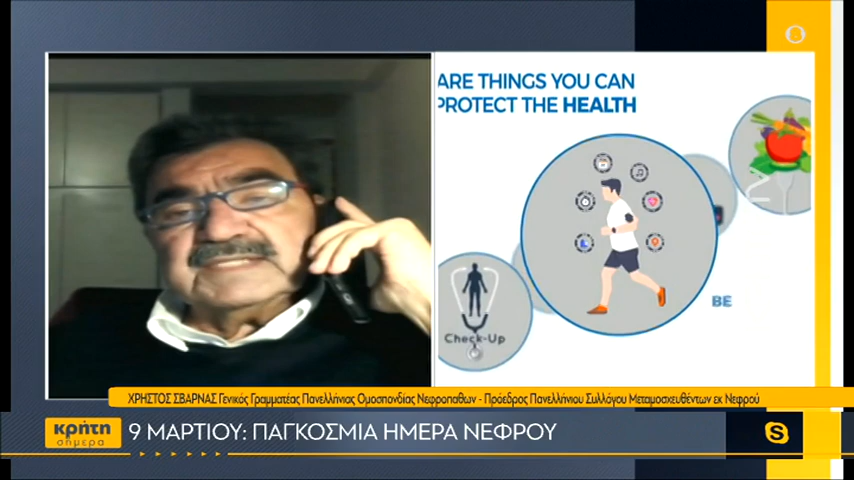 ARE THINGS YOU CAN
PROTECT THE HEALTH
BE
Check-Up
ΧΡΗΣΤΟΣ ΣΒΑΡΝΑΣ Γενικός Γραμματέας Πανελλήνιας Ομοσπονδίας Νεφροπαθων - Πρόεδρος Πανελλήνιου Συλλόγου Μεταμοσχευθέντων εκ Νεφρού
κρήτη
σήμερα
9 ΜΑΡΤΙΟΥ: ΠΑΓΚΟΣΜΙΑ ΗΜΕΡΑ ΝΕΦΡΟΥ